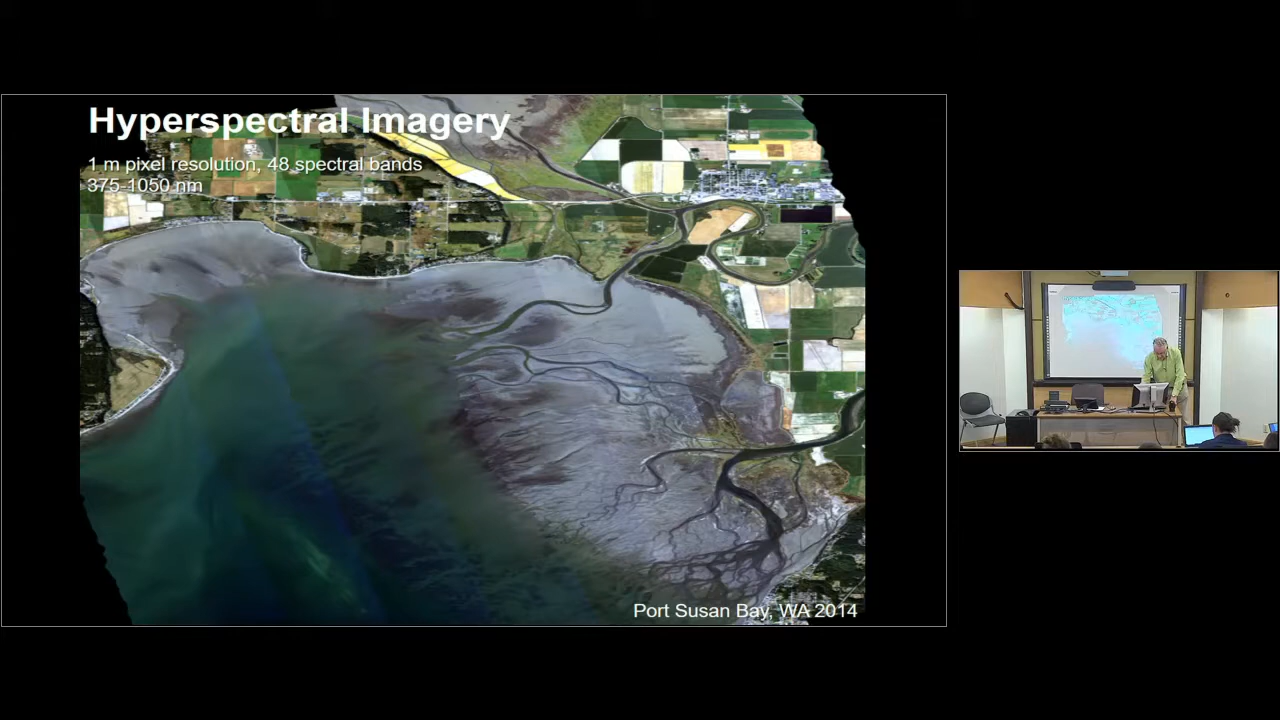 Hyperspectral Imagery
1 m pixel resolution, 48 spectral bands
375-1050 nm
Port Susan Bay, WA 2014